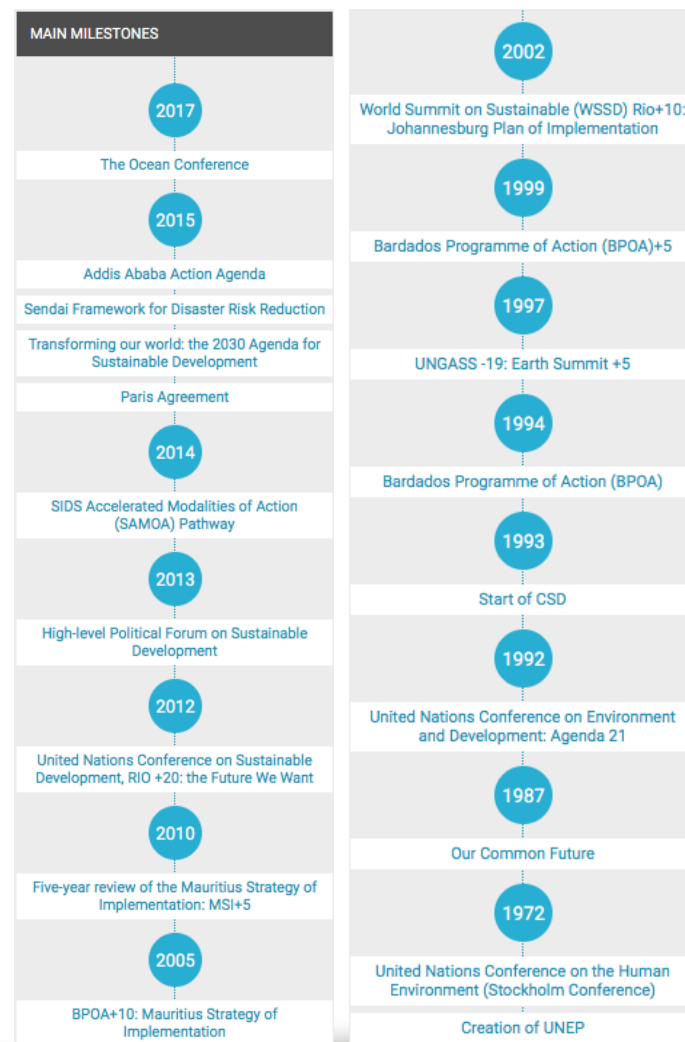 MAIN MILESTONES
2017
The Ocean Conference
2015
Addis Ababa Action Agenda
Sendai Framework for Disaster Risk Reduction
Transforming our world: the 2030 Agenda for
Sustainable Development
Paris Agreement
2014
SIDS Accelerated Modalities of Action
(SAMOA) Pathway
2013
High-level Political Forum on Sustainable
Development
2012
United Nations Conference on Sustainable
Development, RIO +20: the Future We Want
2010
Five-year review of the Mauritius Strategy of
Implementation: MSI+5
2005
BPOA+10: Mauritius Strategy of
Implementation
2002
World Summit on Sustainable (WSSD) Rio+10:
Johannesburg Plan of Implementation
1999
Bardados Programme of Action (BPOA)+5
1997
UNGASS -19: Earth Summit +5
1994
Bardados Programme of Action (BPOA)
1993
Start of CSD
1992
United Nations Conference on Environment
and Development: Agenda 21
1987
Our Common Future
1972
United Nations Conference on the Human
Environment (Stockholm Conference)
Creation of UNEP